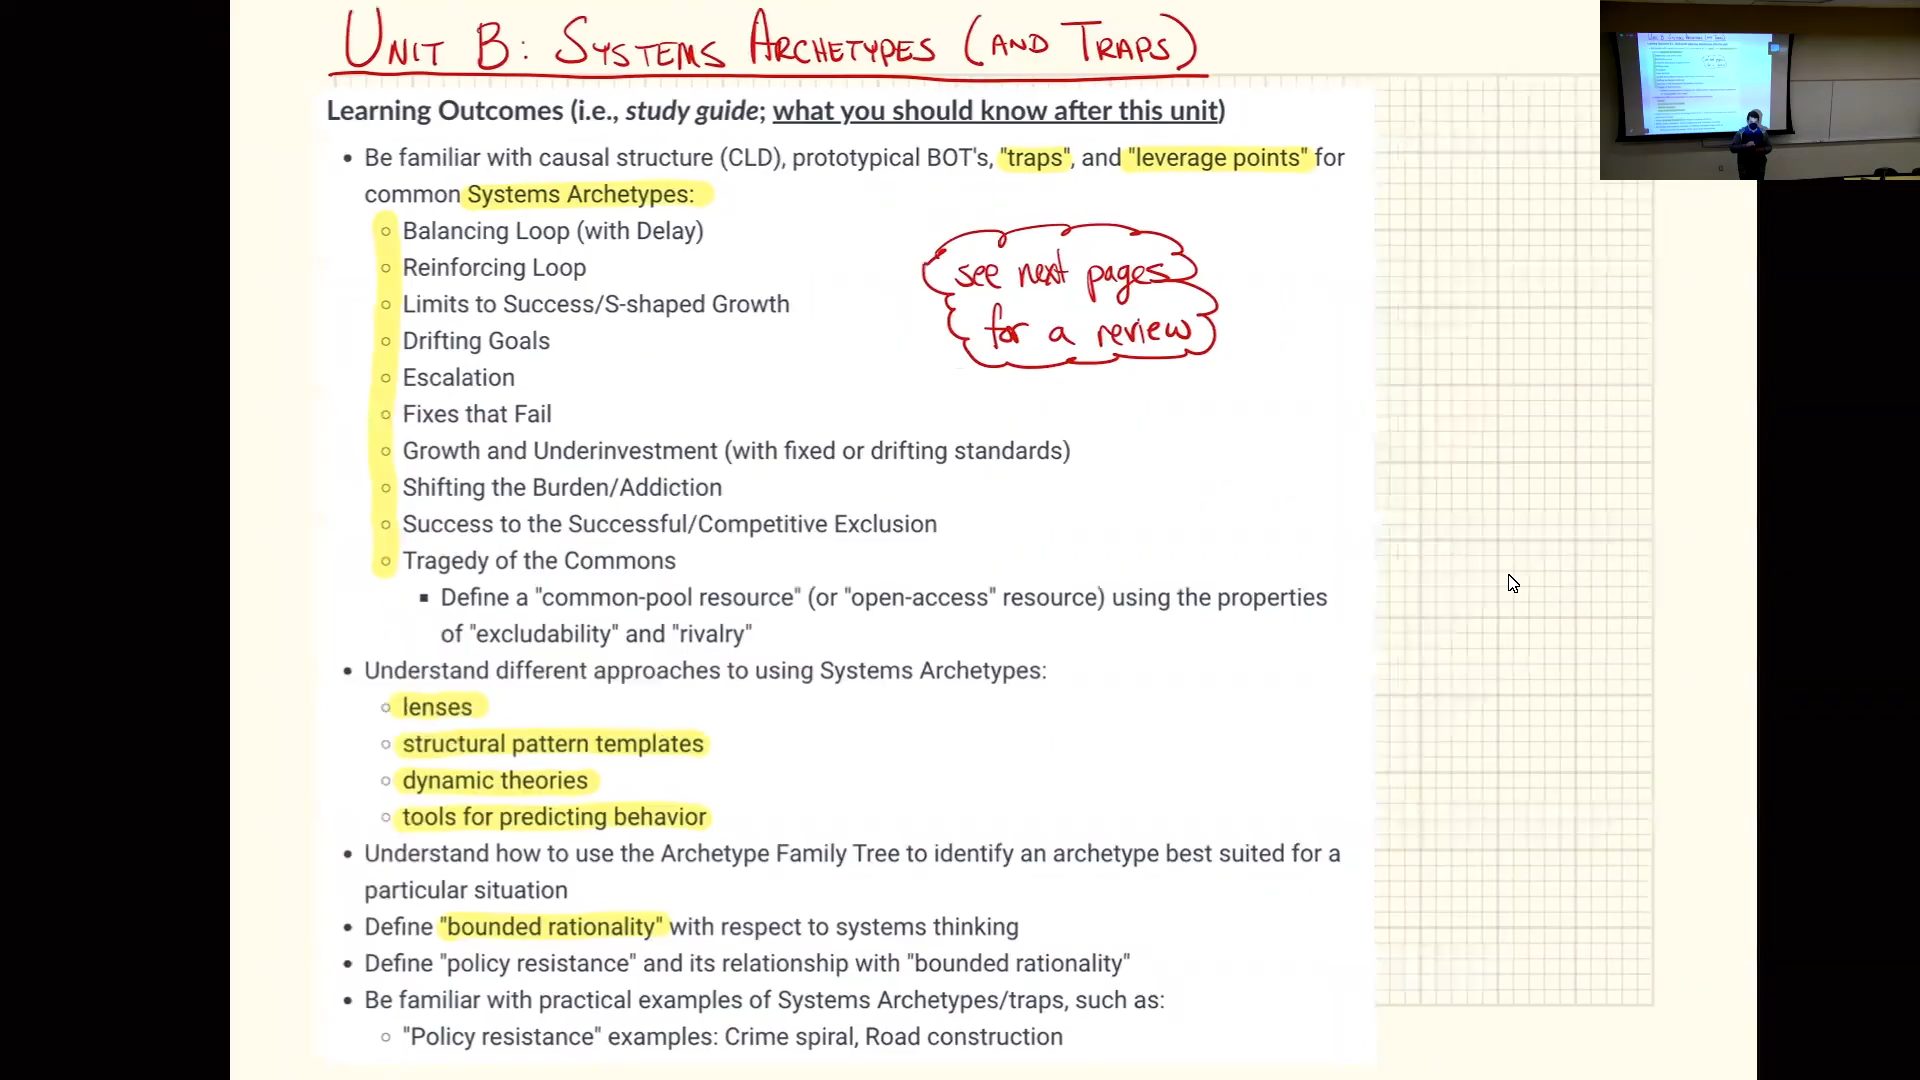 UNIT B: SYSTEMS ARCHETYPES (AND TRAPS)
Learning Outcomes (i.e., study guide; what you should know after this unit)
• Be familiar with causal structure (CLD), prototypical BOT's, "traps", and "leverage points" for
common Systems Archetypes:
○ Balancing Loop (with Delay)
○ Reinforcing Loop
○ Limits to Success/S-shaped Growth
○ Drifting Goals
○ Escalation
○ Fixes that Fail
○ Growth and Underinvestment (with fixed or drifting standards)
○ Shifting the Burden/Addiction
○ Success to the Successful/Competitive Exclusion
○ Tragedy of the Commons
▪ Define a "common-pool resource" (or "open-access" resource) using the properties
of "excludability" and "rivalry"
see next pages
for a review
• Understand different approaches to using Systems Archetypes:
○ lenses
○ structural pattern templates
○ dynamic theories
○ tools for predicting behavior
• Understand how to use the Archetype Family Tree to identify an archetype best suited for a
particular situation
• Define "bounded rationality" with respect to systems thinking
• Define "policy resistance" and its relationship with "bounded rationality"
• Be familiar with practical examples of Systems Archetypes/traps, such as:
○ "Policy resistance" examples: Crime spiral, Road construction